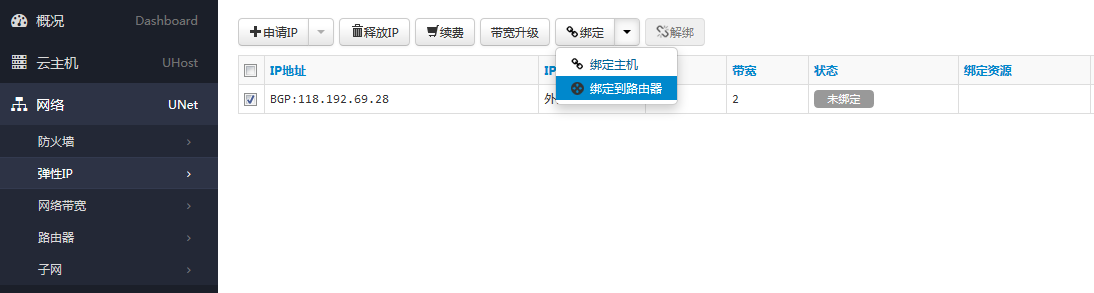 概况 Dashboard
云主机 UHost
网络 UNet
防火墙
弹性IP
网络带宽
路由器
子网
申请IP 释放IP 续费 带宽升级 绑定 解绑
绑定主机
绑定到路由器
IP地址 IP 带宽 状态 绑定资源
BGP:118.192.69.28 外 2 未绑定